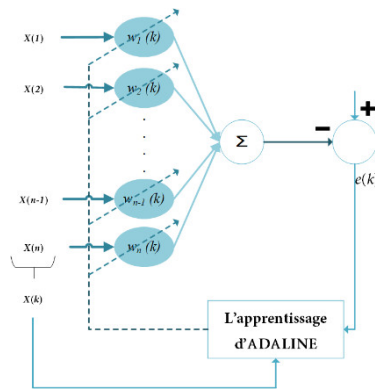 X(1)
w1 (k)
X(2)
w2 (k)
Σ
X(n-1)
wn-1 (k)
X(n)
wn (k)
e(k
X(k)
L'apprentissage
d'ADALINE